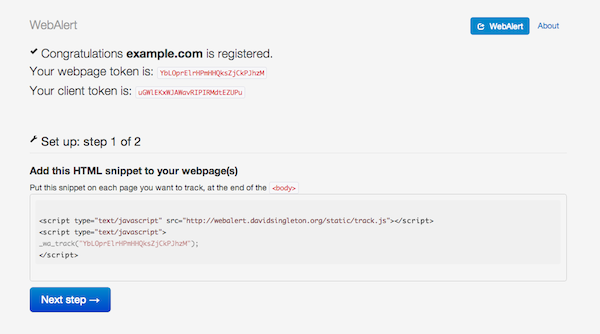 WebAlert
WebAlert
About
Congratulations example.com is registered.
Your webpage token is: YbLOprElrHPmHHQksZjCkPJhzM
Your client token is: uGWlEKxWJAWavRIPIRMdtEZUPu
Set up: step 1 of 2
Add this HTML snippet to your webpage(s)
Put this snippet on each page you want to track, at the end of the <body>
<script type="text/javascript" src="http://webalert.davidsingleton.org/static/track.js"></script>
<script type="text/javascript">
_wa_track("YbLOprElrHPmHHQksZjCkPJhzM");
</script>
Next step →